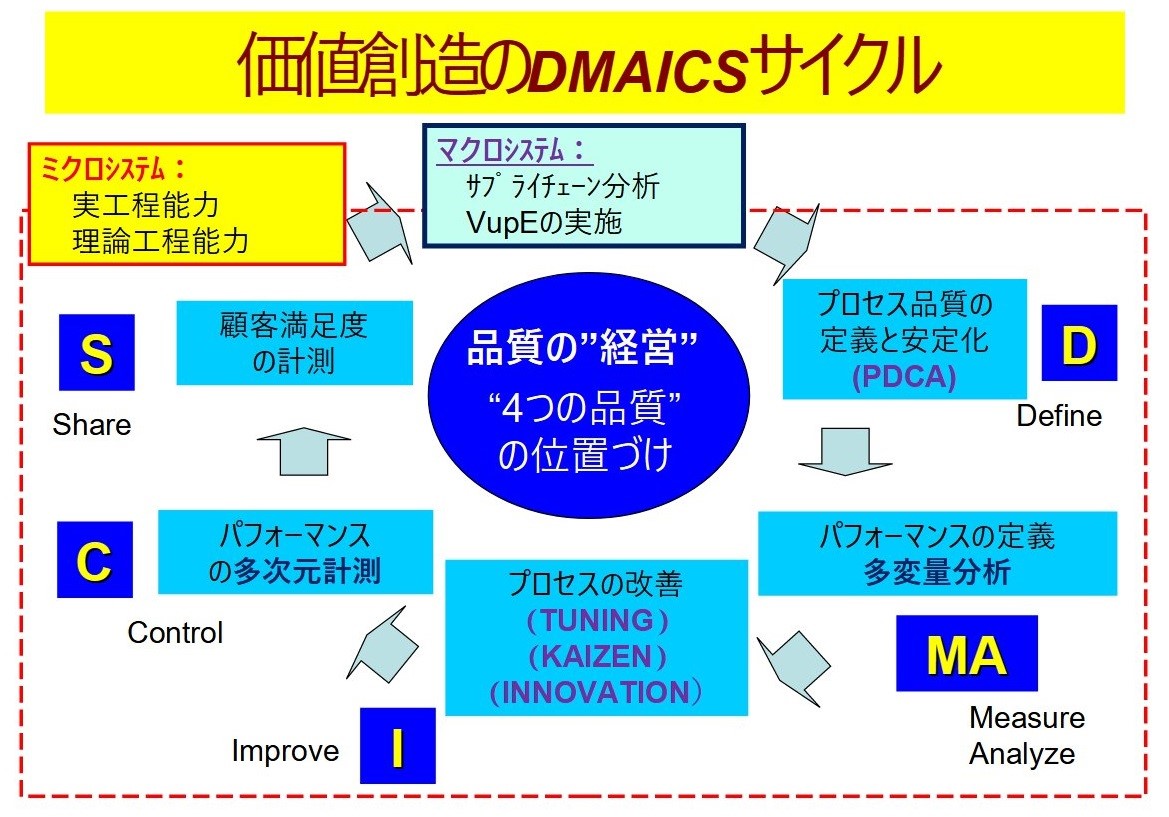 価値創造のDMAICSサイクル
ミクロシステム：
実工程能力
理論工程能力
マクロシステム：
サプライチェーン分析
VupEの実施
プロセス品質の
定義と安定化
(PDCA)
D
Define
品質の”経営”
“4つの品質”
の位置づけ
S
Share
顧客満足度
の計測
C
Control
パフォーマンス
の多次元計測
プロセスの改善
(TUNING)
(KAIZEN)
(INNOVATION)
I
Improve
パフォーマンスの定義
多変量分析
MA
Measure
Analyze